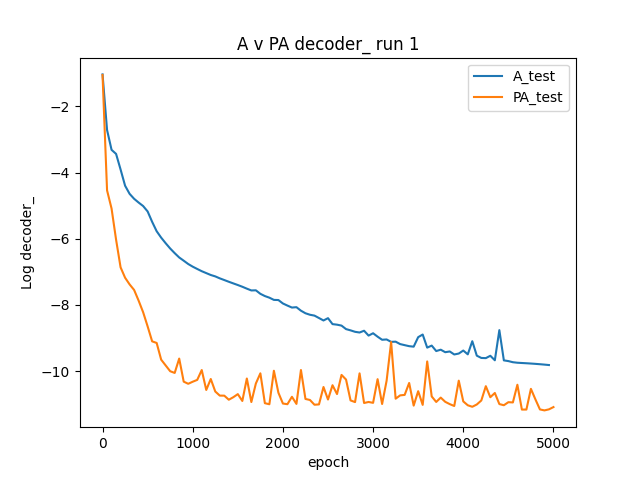 A v PA decoder_ run 1
A_test
PA_test
Log decoder_
−2
−4
−6
−8
−10
0
1000
2000
3000
4000
5000
epoch